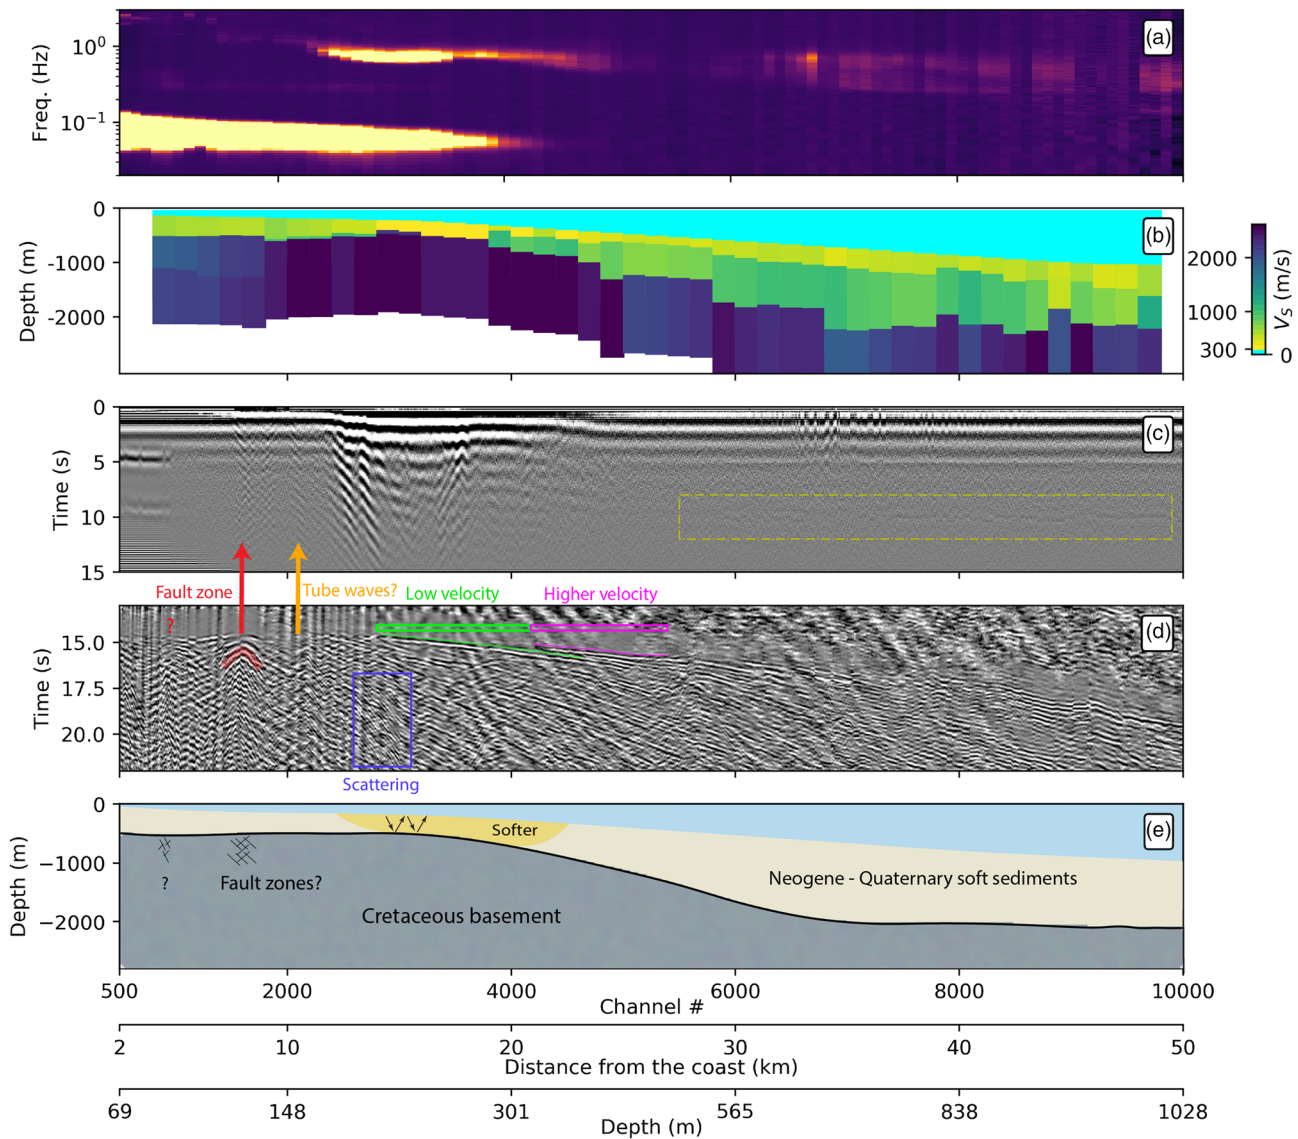 (a)
Freq. (Hz)
10⁰
10⁻¹
(b)
Depth (m)
0
-1000
-2000
2000
1000
300
0
Vs (m/s)
(c)
Time (s)
0
5
10
15
Fault zone
Tube waves?
Low velocity
Higher velocity
?
(d)
Time (s)
15.0
17.5
20.0
Scattering
(e)
Depth (m)
0
−1000
−2000
Softer
Neogene - Quaternary soft sediments
?
Fault zones?
Cretaceous basement
500 2000 4000 6000 8000 10000
Channel #
2 10 20 30 40 50
Distance from the coast (km)
69 148 301 565 838 1028
Depth (m)